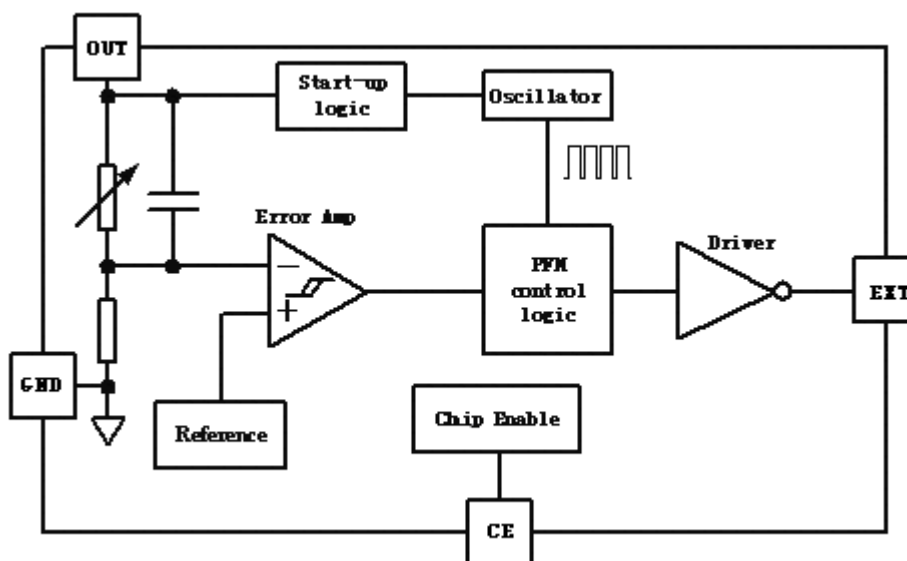 OUT
Start-up
logic
Oscillator
Error Amp
−
+
PFM
control
logic
Driver
EXT
GND
Reference
Chip Enable
CE